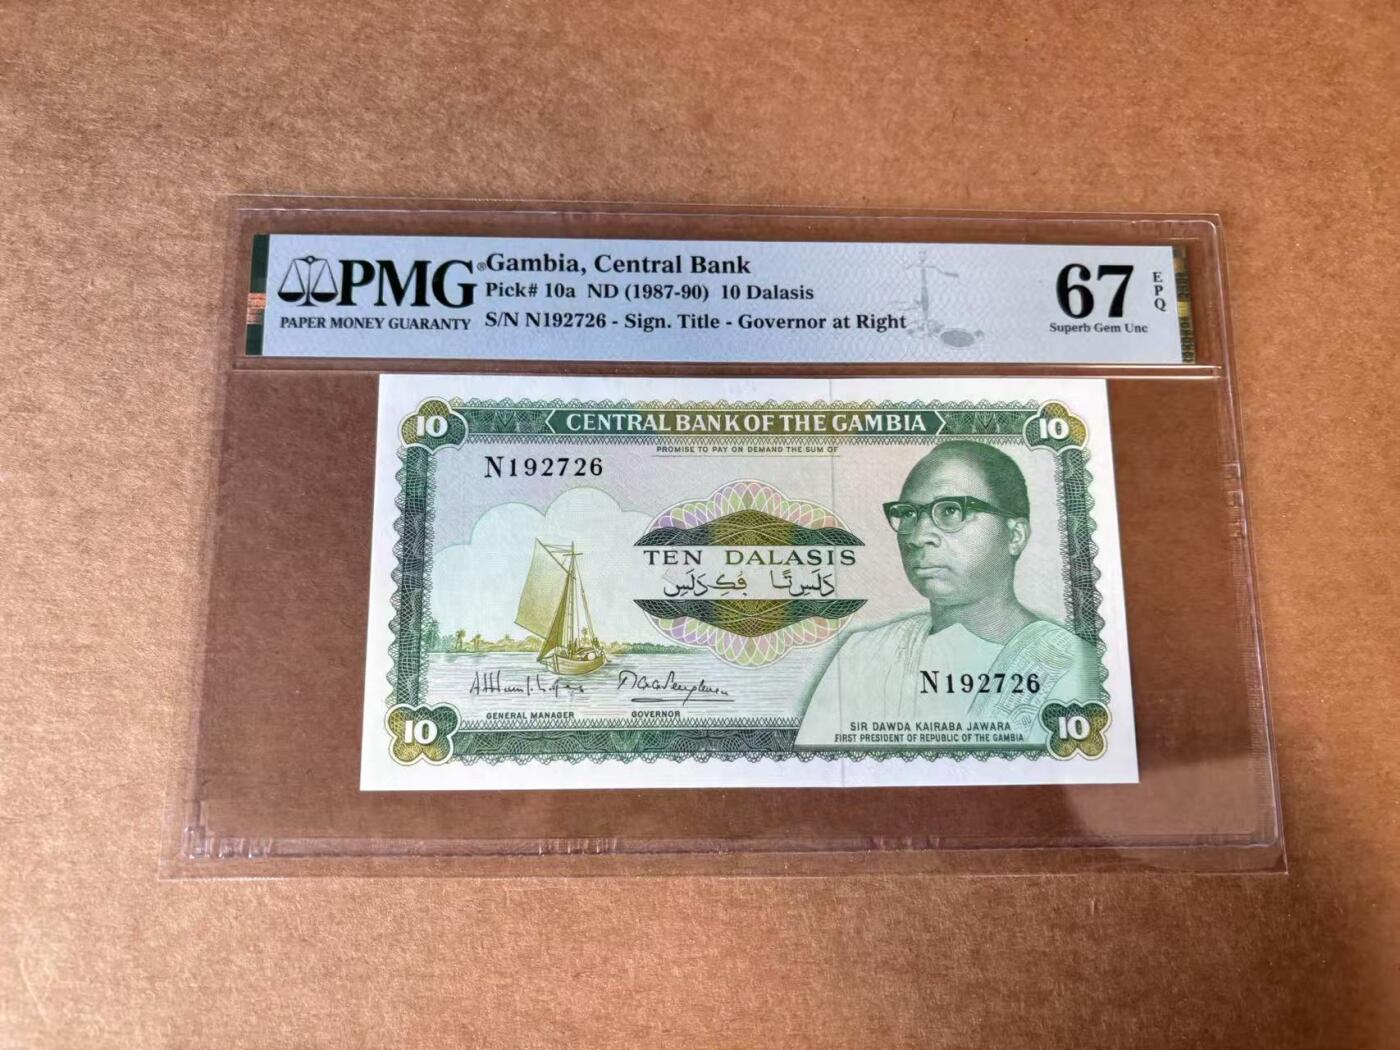 PMG®
PAPER MONEY GUARANTY
Gambia, Central Bank
Pick# 10a ND (1987-90) 10 Dalasis
S/N N192726 - Sign. Title - Governor at Right
67
EPQ
Superb Gem Unc
10
CENTRAL BANK OF THE GAMBIA
10
PROMISE TO PAY ON DEMAND THE SUM OF
N192726
TEN DALASIS
N192726
GENERAL MANAGER
GOVERNOR
SIR DAWDA KAIRABA JAWARA
FIRST PRESIDENT OF REPUBLIC OF THE GAMBIA
10
10